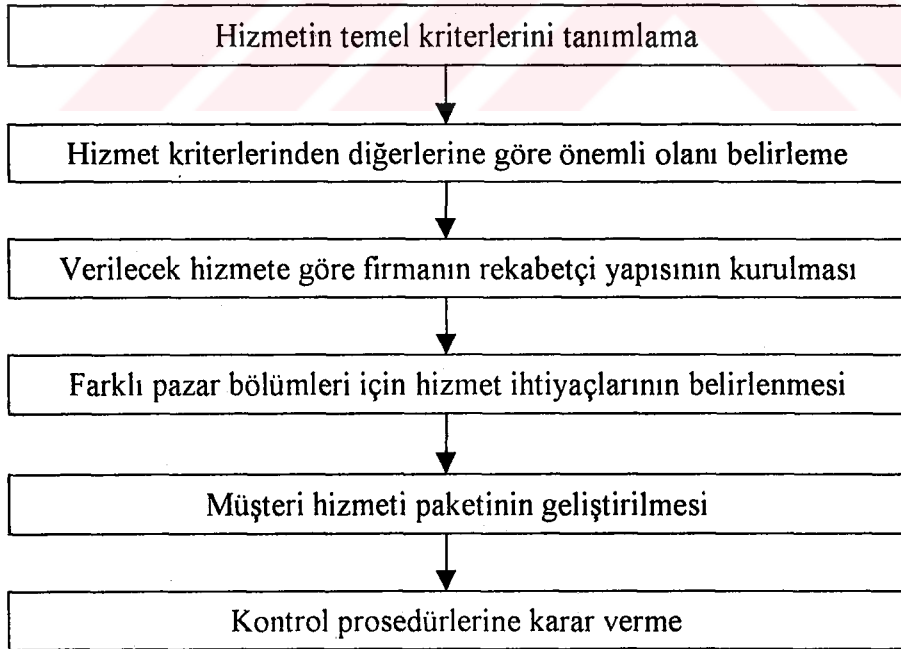 Hizmetin temel kriterlerini tanımlama
Hizmet kriterlerinden diğerlerine göre önemli olanı belirleme
Verilecek hizmete göre firmanın rekabetçi yapısının kurulması
Farklı pazar bölümleri için hizmet ihtiyaçlarının belirlenmesi
Müşteri hizmeti paketinin geliştirilmesi
Kontrol prosedürlerine karar verme